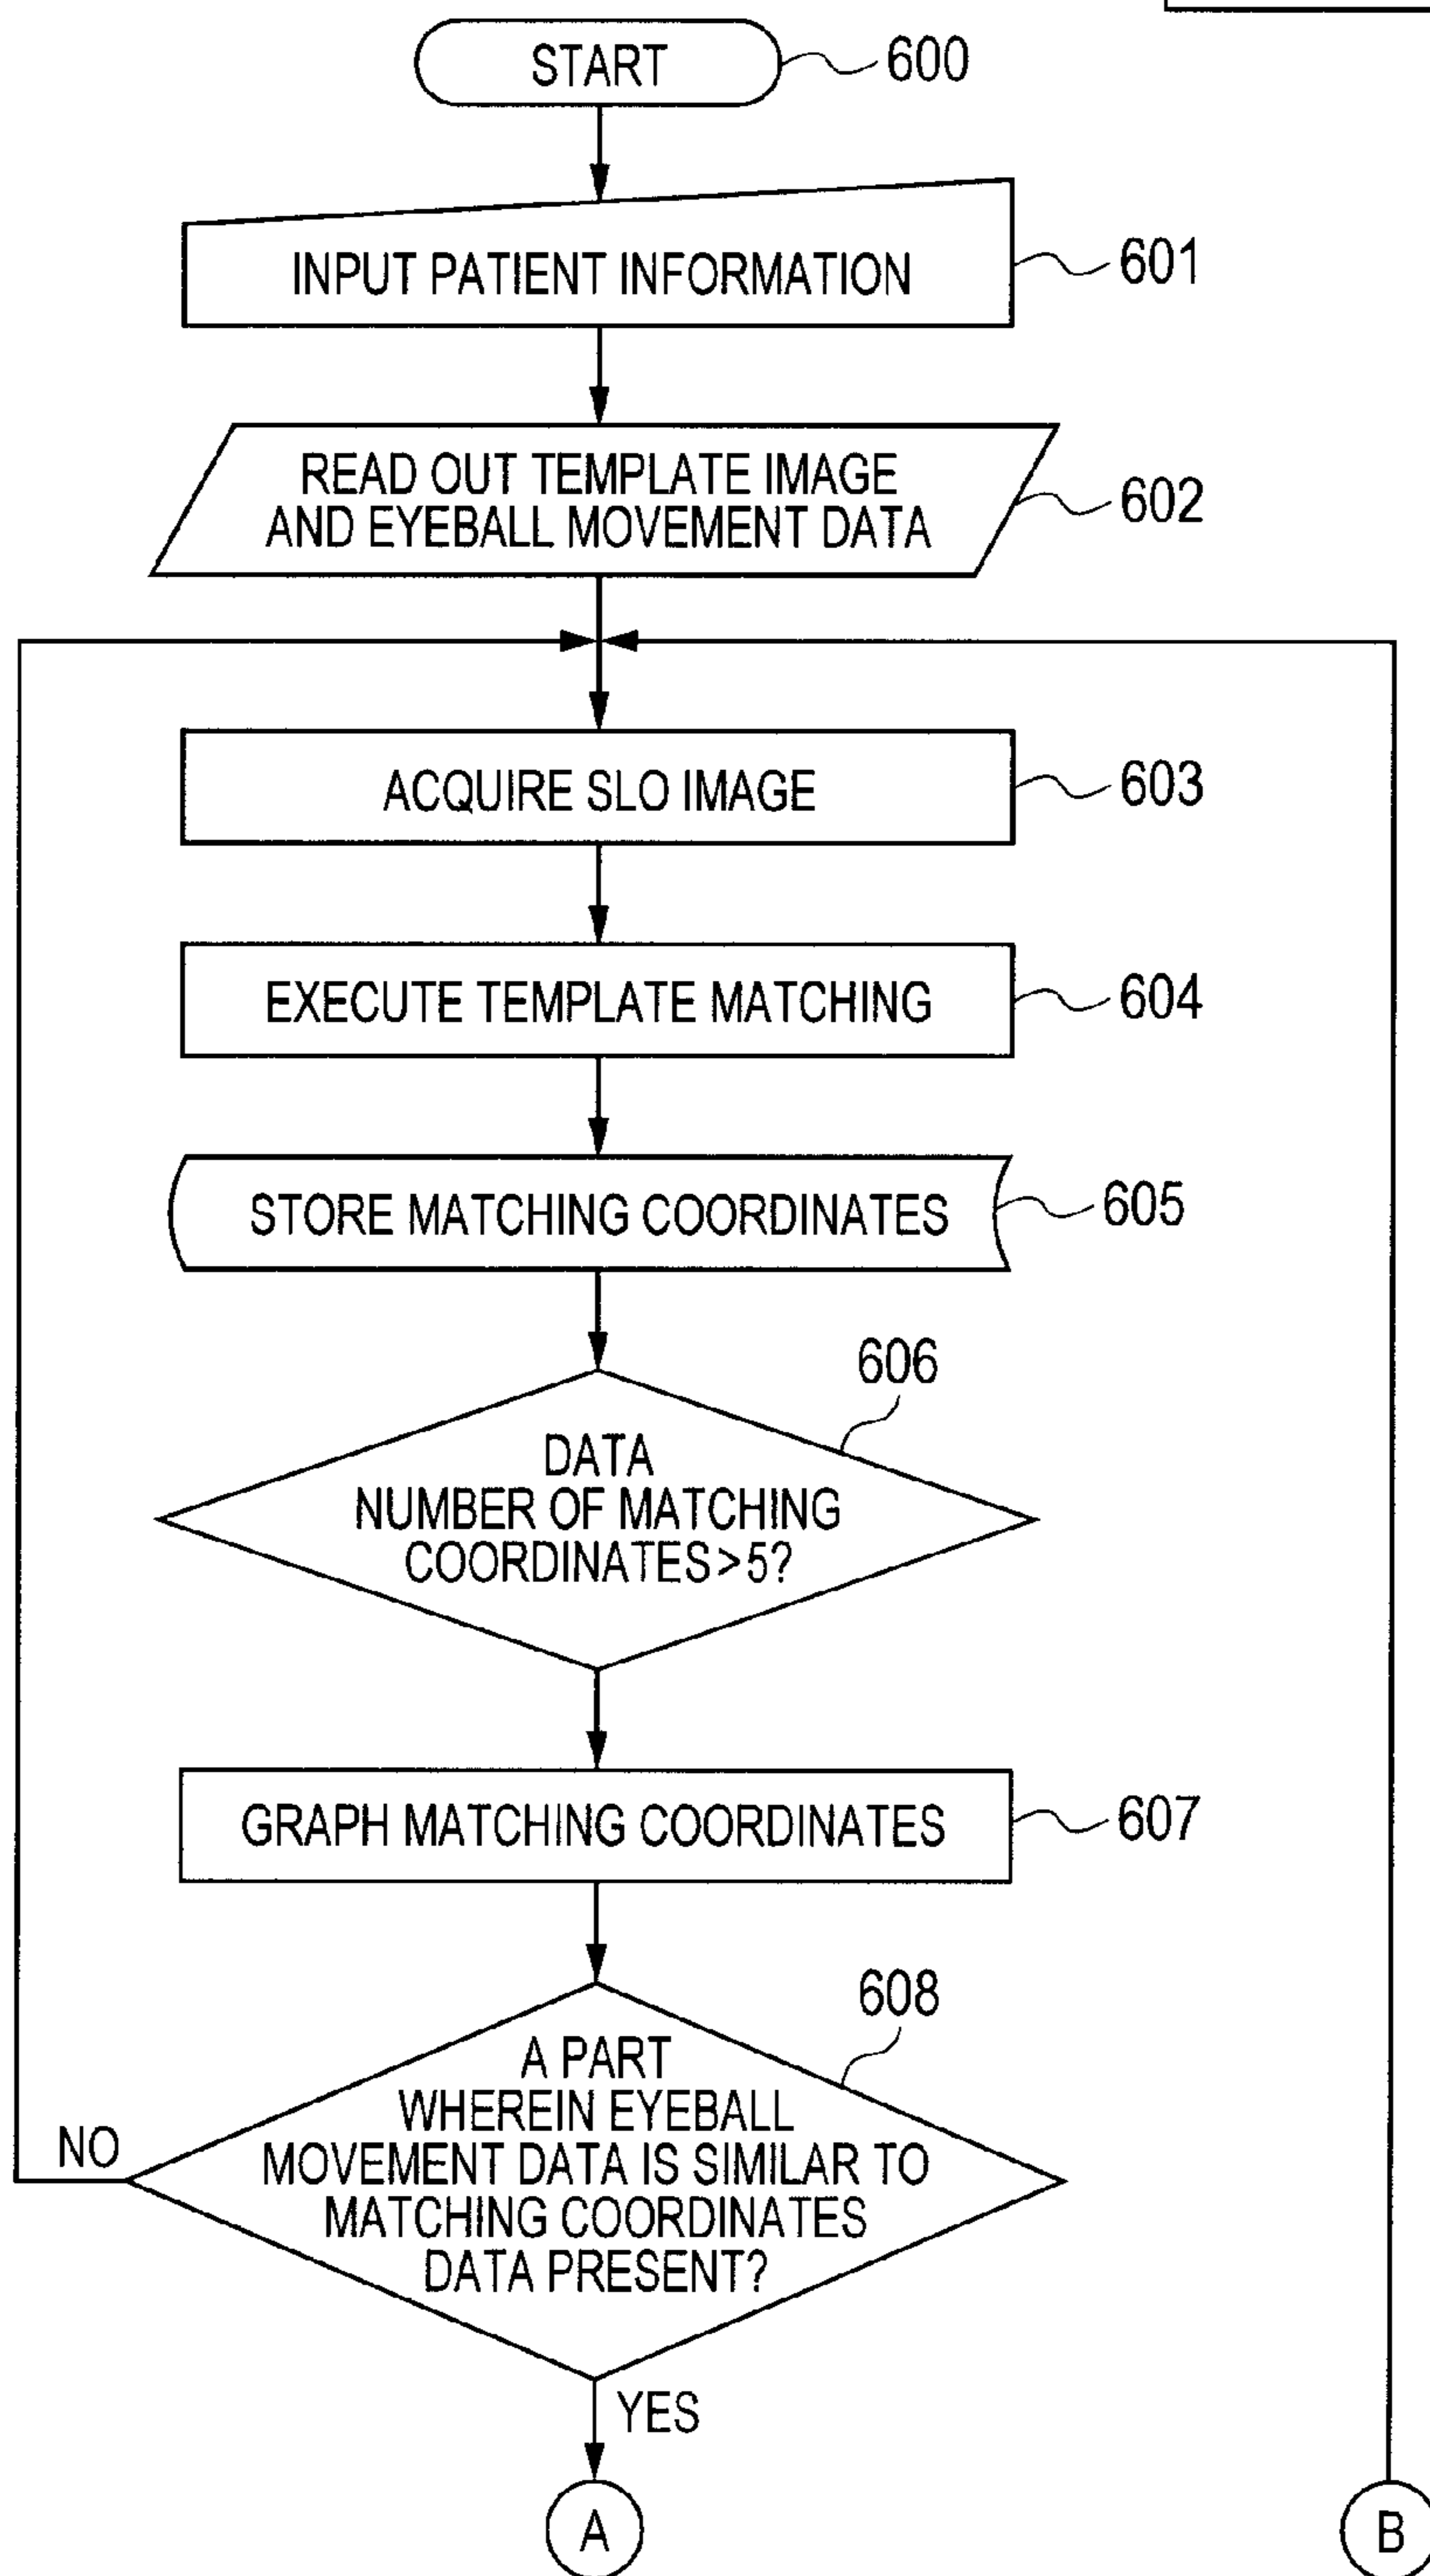 START
600
INPUT PATIENT INFORMATION
601
READ OUT TEMPLATE IMAGE
AND EYEBALL MOVEMENT DATA
602
ACQUIRE SLO IMAGE
603
EXECUTE TEMPLATE MATCHING
604
STORE MATCHING COORDINATES
605
606
DATA
NUMBER OF MATCHING
COORDINATES>5?
GRAPH MATCHING COORDINATES
607
608
A PART
WHEREIN EYEBALL
MOVEMENT DATA IS SIMILAR TO
MATCHING COORDINATES
DATA PRESENT?
NO
YES
A
B